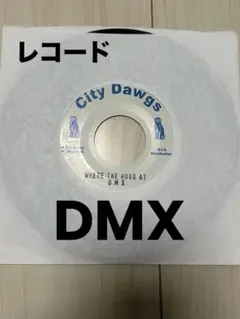 レコード
City Dawgs
WHERE THE HOOD AT
DMX
DMX